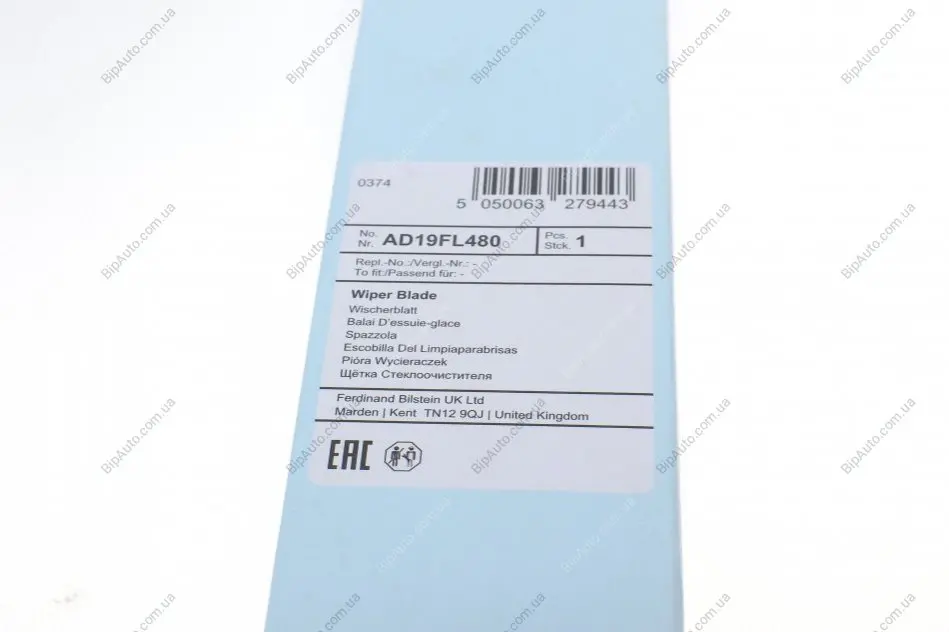 0374
5 050063 279443
No. Nr. AD19FL480 Pcs. Stck. 1
Repl.-No.:/Vergl.-Nr.: -
To fit:/Passend für: -
Wiper Blade
Wischerblatt
Balai D'essuie-glace
Spazzola
Escobilla Del Limpiaparabrisas
Pióra Wycieraczek
Щётка Стеклоочистителя
Ferdinand Bilstein UK Ltd
Marden | Kent TN12 9QJ | United Kingdom
EAC
BipAuto.com.ua